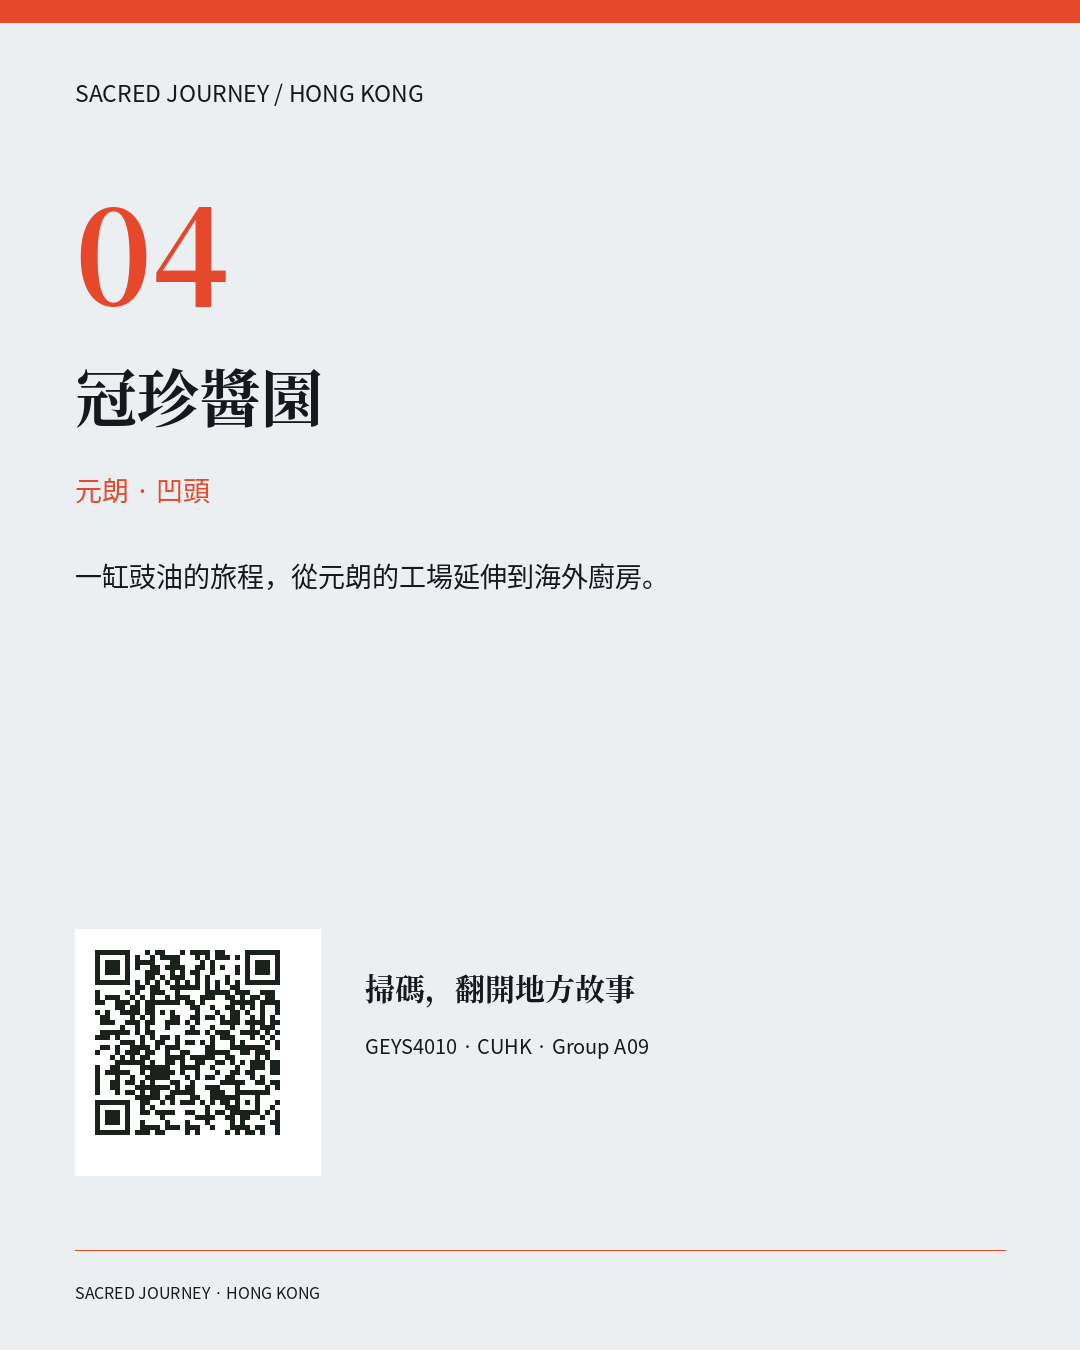 SACRED JOURNEY / HONG KONG
04
冠珍醬園
元朗 · 凹頭
一缸豉油的旅程，從元朗的工場延伸到海外廚房。
掃碼，翻開地方故事
GEYS4010 · CUHK · Group A09
SACRED JOURNEY · HONG KONG